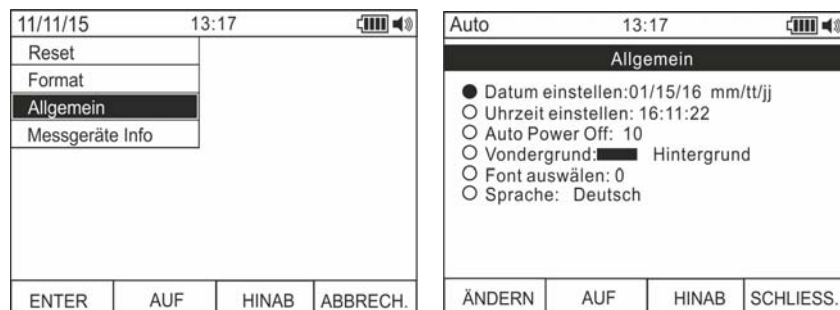 11/11/15 13:17
Reset
Format
Allgemein
Messgeräte Info
ENTER AUF HINAB ABBRECH.
Auto 13:17
Allgemein
Datum einstellen:01/15/16 mm/tt/jj
Uhrzeit einstellen: 16:11:22
Auto Power Off: 10
Vondergrund: Hintergrund
Font auswälen: 0
Sprache: Deutsch
ÄNDERN AUF HINAB SCHLIESS.